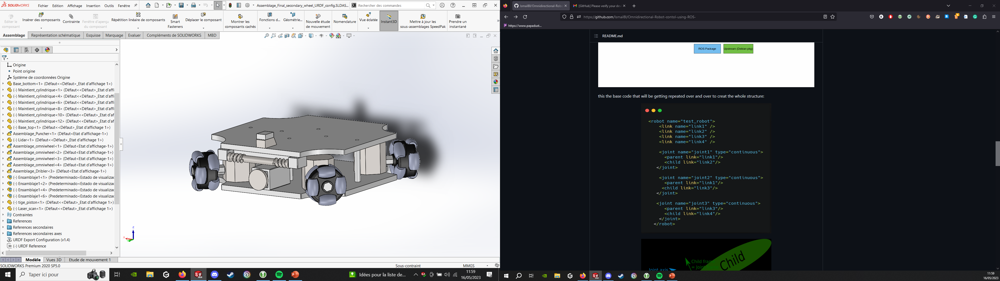 SOLIDWORKS
Fichier Edition Affichage Insertion Outils Fenêtre
Assemblage_Final_secondary_wheel_URDF_config.SLDAS...
Rechercher des commandes
Editer le composant
Insérer des composants
Contrainte
Fenêtre d'aperçu du composant
Répétition linéaire de composants
Smart Fasteners
Déplacer le composant
Montrer les composants cachés
Fonctions d...
Géométrie...
Nouvelle étude de mouvement
Nomenclature
Vue éclatée
Instant3D
Mettre à jour les sous-assemblages SpeedPak
Prendre un instantané
Assemblage Représentation schématique Esquisse Marquage Evaluer Compléments de SOLIDWORKS MBD
Origine
Point origine
Système de coordonnées Origine
Base_bottom<1> (Défaut<<Défaut>_Etat d'affichage 1>)
(-) Maintient_cylindrique<1> (Défaut<<Défaut>_Etat d'affi
(-) Maintient_cylindrique<4> (Défaut<<Défaut>_Etat d'affi
(-) Maintient_cylindrique<6> (Défaut<<Défaut>_Etat d'affi
(-) Maintient_cylindrique<8> (Défaut<<Défaut>_Etat d'affi
(-) Maintient_cylindrique<10> (Défaut<<Défaut>_Etat d'af
(-) Maintient_cylindrique<12> (Défaut<<Défaut>_Etat d'af
(-) Base_top<1> (Défaut<<Défaut>_Etat d'affichage 1>)
Assemblage_Puncher<1> (Défaut<Etat d'affichage-1>)
(-) Lidar<1> (Défaut<<Défaut>_Etat d'affichage 1>)
Assemblage_omniwheel<1> (Défaut<Etat d'affichage-1>)
Assemblage_omniwheel<2> (Défaut<Etat d'affichage-1>)
Assemblage_omniwheel<3> (Défaut<Etat d'affichage-1>)
Assemblage_omniwheel<4> (Défaut<Etat d'affichage-1>)
Assemblage_Dribler<3> (Défaut<Etat d'affichage-1>)
(-) Ensamblaje1<1> (Predeterminado<Estado de visualizac
(-) Ensamblaje1<2> (Predeterminado<Estado de visualizac
(-) Ensamblaje1<4> (Predeterminado<Estado de visualizac
(-) Ensamblaje1<6> (Predeterminado<Estado de visualizac
(-) tige_piston<1> (Défaut<<Défaut>_Etat d'affichage 1>)
(-) Laser_scan<1> (Défaut<<Défaut>_Etat d'affichage 1>)
Contraintes
References
References secondaires
References secondaires axes
URDF Export Configuration (v1.4)
3D (-) URDF Reference
Z
X
Modèle Vues 3D Etude de mouvement 1
SOLIDWORKS Premium 2020 SP5.0
Sous-contraint
MMGS
Taper ici pour
Idées pour la liste de...
11:59
16/05/2023
IsmailBl/Omnidirectional-Robo
[GitHub] Please verify your dev
https://github.com/IsmailBl/Omnidirectional-Robot-contol-using-ROS-
https://www.papadust...
README.md
ROS Package
Upstream (Debian pkg)
this the base code that will be getting repeated over and over to creat the whole structure:
<robot name="test_robot">
<link name="link1" />
<link name="link2" />
<link name="link3" />
<link name="link4" />
<joint name="joint1" type="continuous">
<parent link="link1"/>
<child link="link2"/>
</joint>
<joint name="joint2" type="continuous">
<parent link="link1"/>
<child link="link3"/>
</joint>
<joint name="joint3" type="continuous">
<parent link="link3"/>
<child link="link4"/>
</joint>
</robot>
Child
Child fram
= Joint
Joint axis
11:59
16/05/2023